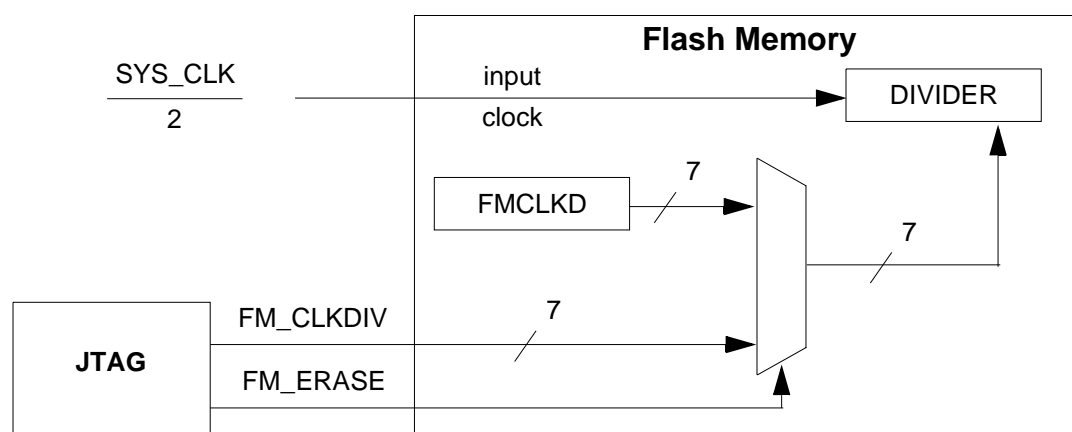 Flash Memory
SYS_CLK
2
input
clock
DIVIDER
FMCLKD
7
7
FM_CLKDIV
7
JTAG
FM_ERASE